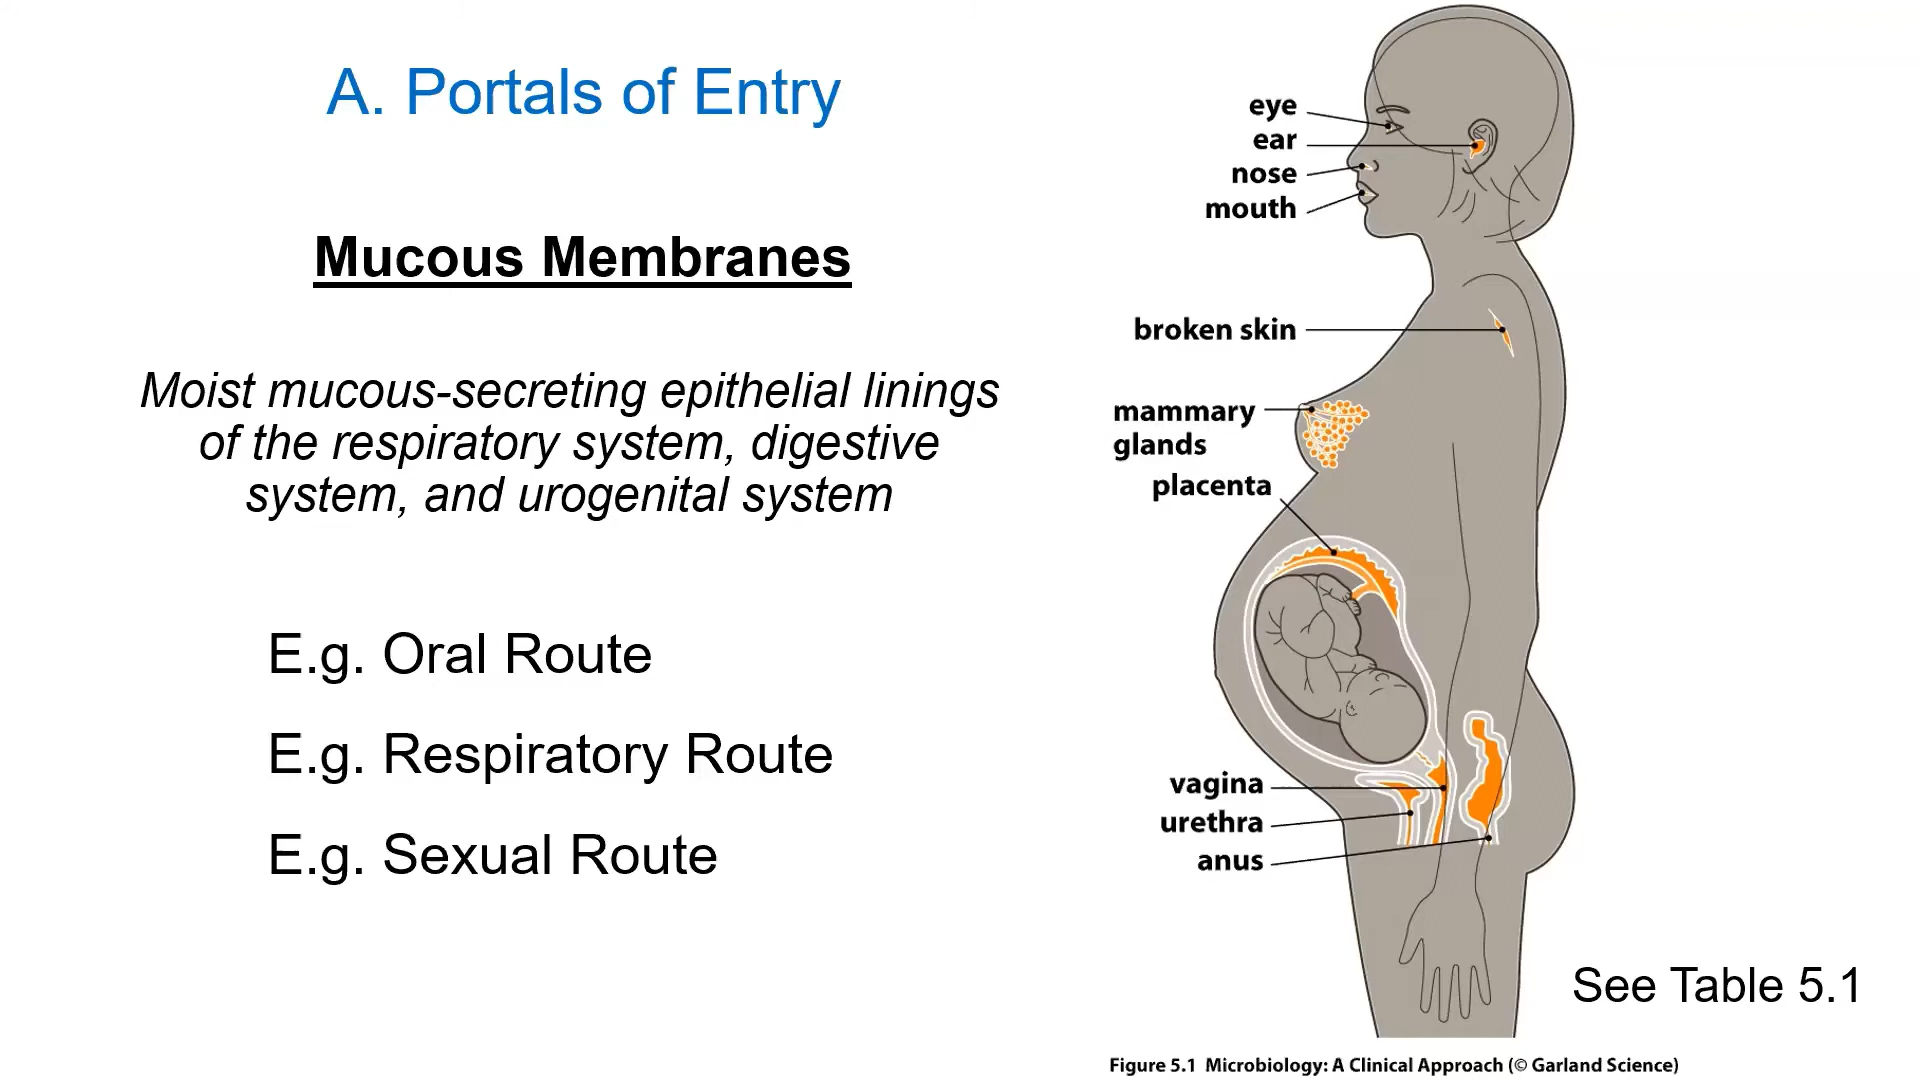 A. Portals of Entry
Mucous Membranes
Moist mucous-secreting epithelial linings
of the respiratory system, digestive
system, and urogenital system
E.g. Oral Route
E.g. Respiratory Route
E.g. Sexual Route
eye
ear
nose
mouth
broken skin
mammary
glands
placenta
vagina
urethra
anus
See Table 5.1
Figure 5.1 Microbiology: A Clinical Approach (© Garland Science)